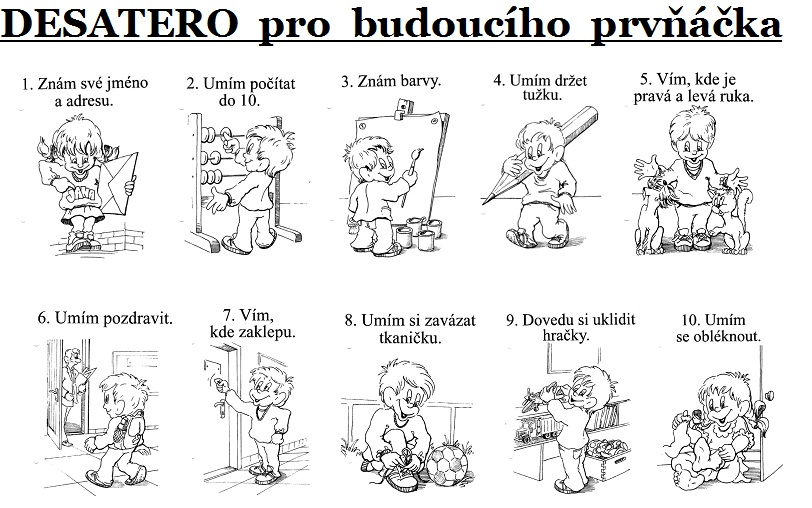 DESATERO pro budoucího prvňáčka
1. Znám své jméno
a adresu.
2. Umím počítat
do 10.
3. Znám barvy.
4. Umím držet
tužku.
5. Vím, kde je
pravá a levá ruka.
6. Umím pozdravit.
7. Vím,
kde zaklepu.
8. Umím si zavázat
tkaničku.
9. Dovedu si uklidit
hračky.
10. Umím
se obléknout.